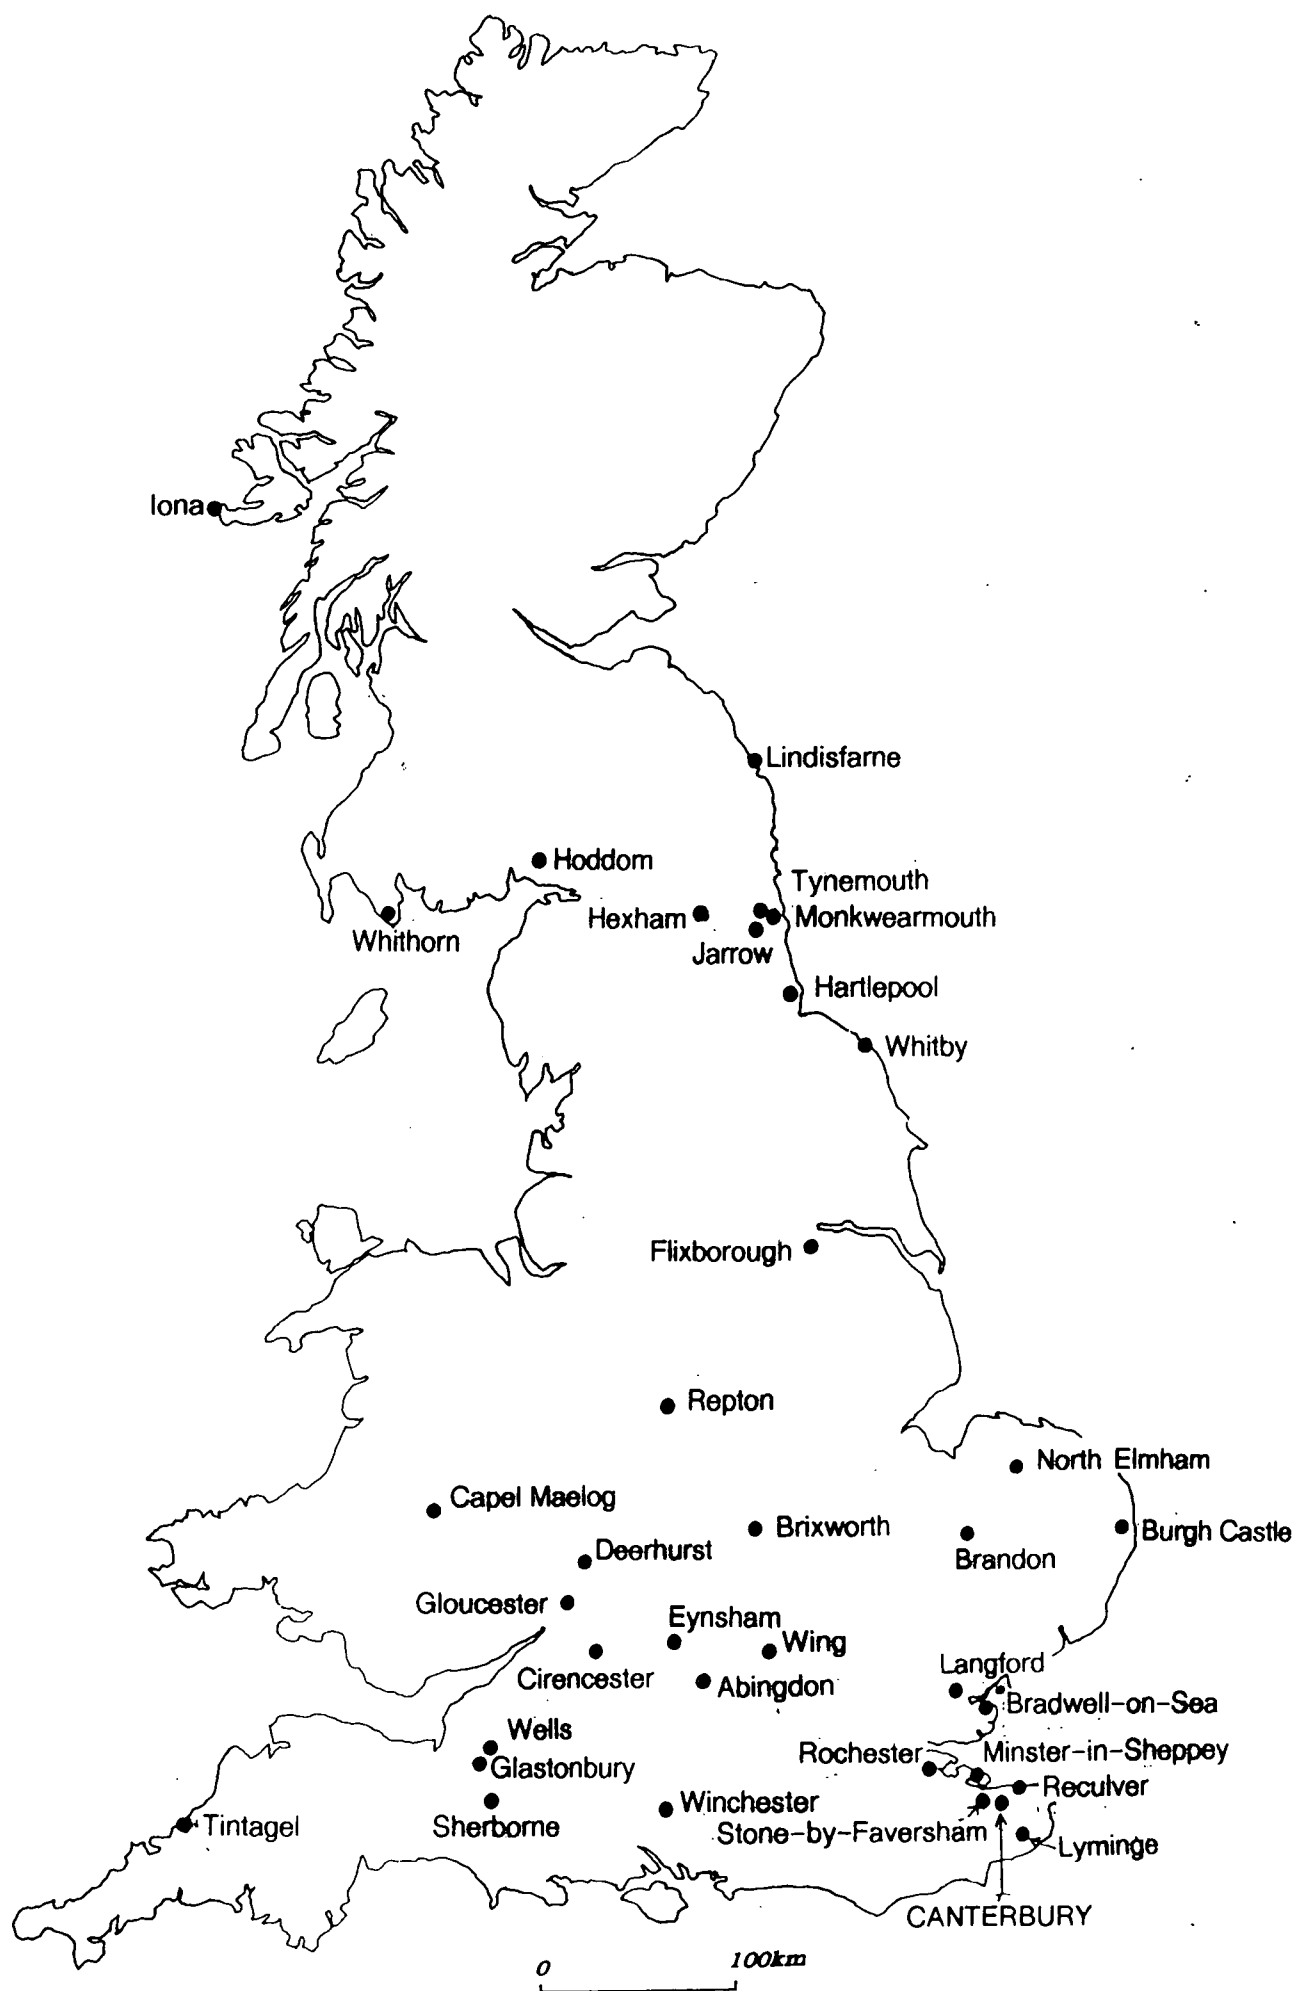 Iona
Lindisfarne
Hoddom
Tynemouth
Hexham
Monkwearmouth
Whithorn
Jarrow
Hartlepool
Whitby
Flixborough
Repton
North Elmham
Capel Maelog
Brixworth
Burgh Castle
Deerhurst
Brandon
Gloucester
Eynsham
Wing
Langford
Cirencester
Abingdon
Bradwell-on-Sea
Wells
Rochester
Minster-in-Sheppey
Glastonbury
Reculver
Winchester
Tintagel
Sherborne
Stone-by-Faversham
Lyminge
CANTERBURY
0 100km